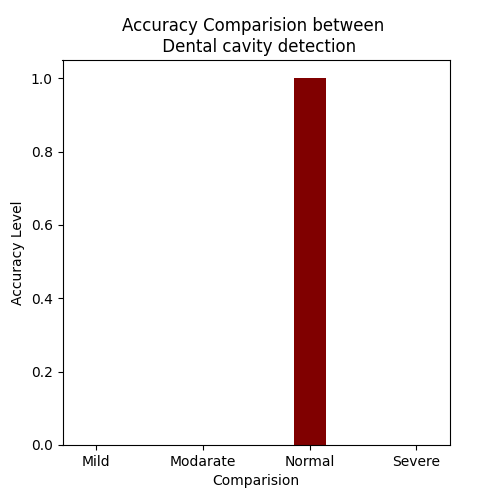 Accuracy Comparision between
Dental cavity detection
Accuracy Level
1.0
0.8
0.6
0.4
0.2
0.0
Mild Modarate Normal Severe
Comparision